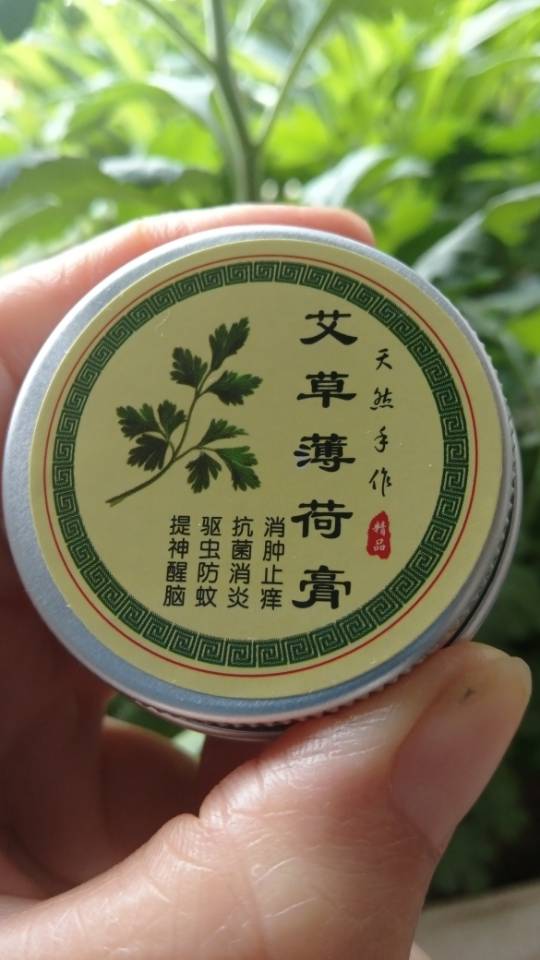 天然手作
精品
艾草薄荷膏
消肿止痒
抗菌消炎
驱虫防蚊
提神醒脑